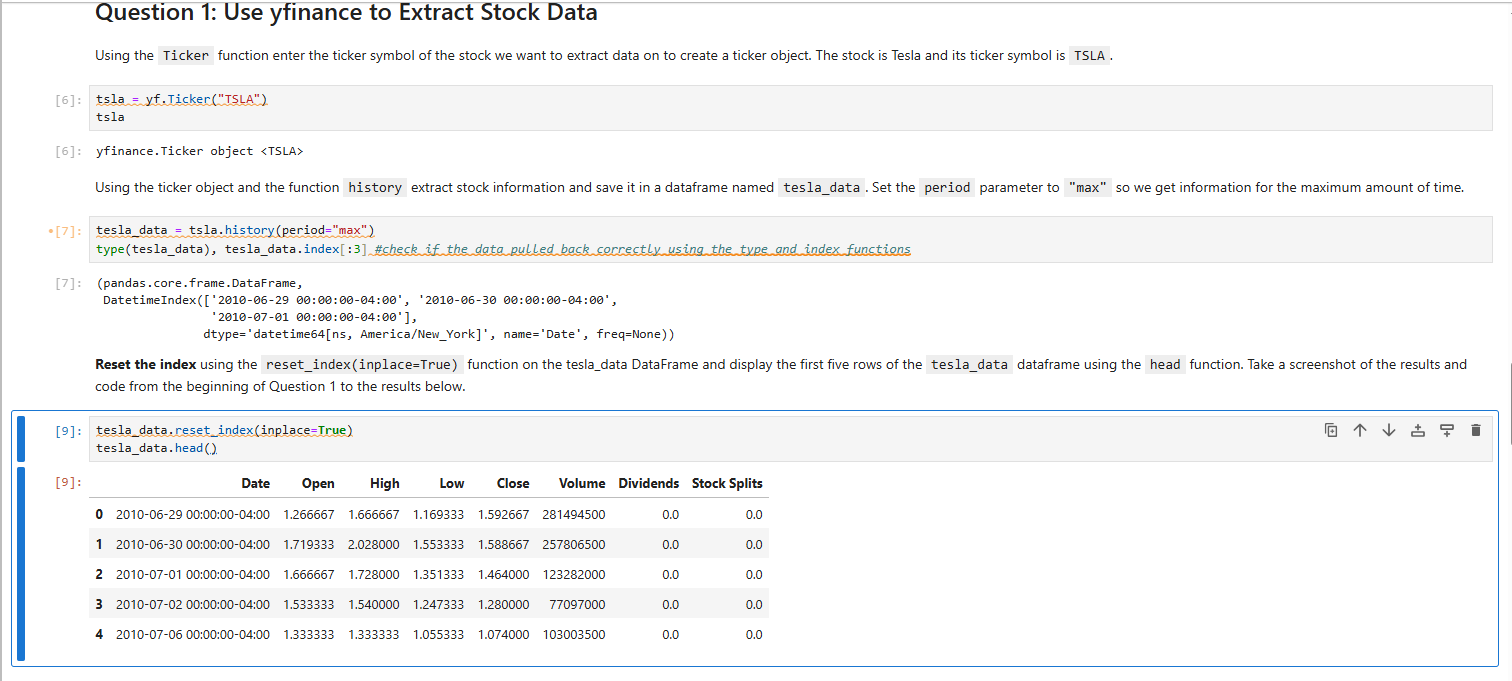 Question 1: Use yfinance to Extract Stock Data
Using the Ticker function enter the ticker symbol of the stock we want to extract data on to create a ticker object. The stock is Tesla and its ticker symbol is TSLA.
[6]: tsla = yf.Ticker("TSLA")
tsla
[6]: yfinance.Ticker object <TSLA>
Using the ticker object and the function history extract stock information and save it in a dataframe named tesla_data. Set the period parameter to "max" so we get information for the maximum amount of time.
•[7]: tesla_data = tsla.history(period="max")
type(tesla_data), tesla_data.index[:3] #check if the data pulled back correctly using the type and index functions
[7]: (pandas.core.frame.DataFrame,
DatetimeIndex(['2010-06-29 00:00:00-04:00', '2010-06-30 00:00:00-04:00',
'2010-07-01 00:00:00-04:00'],
dtype='datetime64[ns, America/New_York]', name='Date', freq=None))
Reset the index using the reset_index(inplace=True) function on the tesla_data DataFrame and display the first five rows of the tesla_data dataframe using the head function. Take a screenshot of the results and
code from the beginning of Question 1 to the results below.
[9]: tesla_data.reset_index(inplace=True)
tesla_data.head()
[9]: Date Open High Low Close Volume Dividends Stock Splits
0 2010-06-29 00:00:00-04:00 1.266667 1.666667 1.169333 1.592667 281494500 0.0 0.0
1 2010-06-30 00:00:00-04:00 1.719333 2.028000 1.553333 1.588667 257806500 0.0 0.0
2 2010-07-01 00:00:00-04:00 1.666667 1.728000 1.351333 1.464000 123282000 0.0 0.0
3 2010-07-02 00:00:00-04:00 1.533333 1.540000 1.247333 1.280000 77097000 0.0 0.0
4 2010-07-06 00:00:00-04:00 1.333333 1.333333 1.055333 1.074000 103003500 0.0 0.0